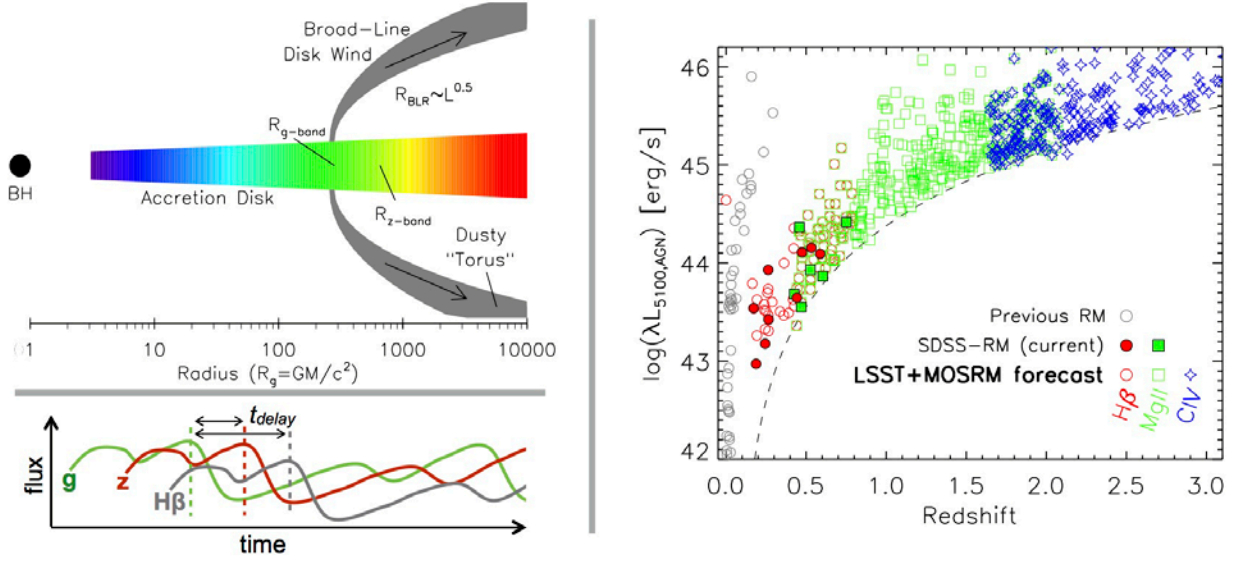 Broad-Line
Disk Wind
R_BLR~L^0.5
R_g-band
BH
Accretion Disk
R_z-band
Dusty
"Torus"
1 10 100 1000 10000
Radius (R_g=GM/c^2)
t_delay
flux
g z Hβ
time
log(λL_5100,AGN) [erg/s]
46
45
44
43
42
Previous RM
SDSS-RM (current)
LSST+MOSRM forecast
Hβ
MgII
CIV
0.0 0.5 1.0 1.5 2.0 2.5 3.0
Redshift